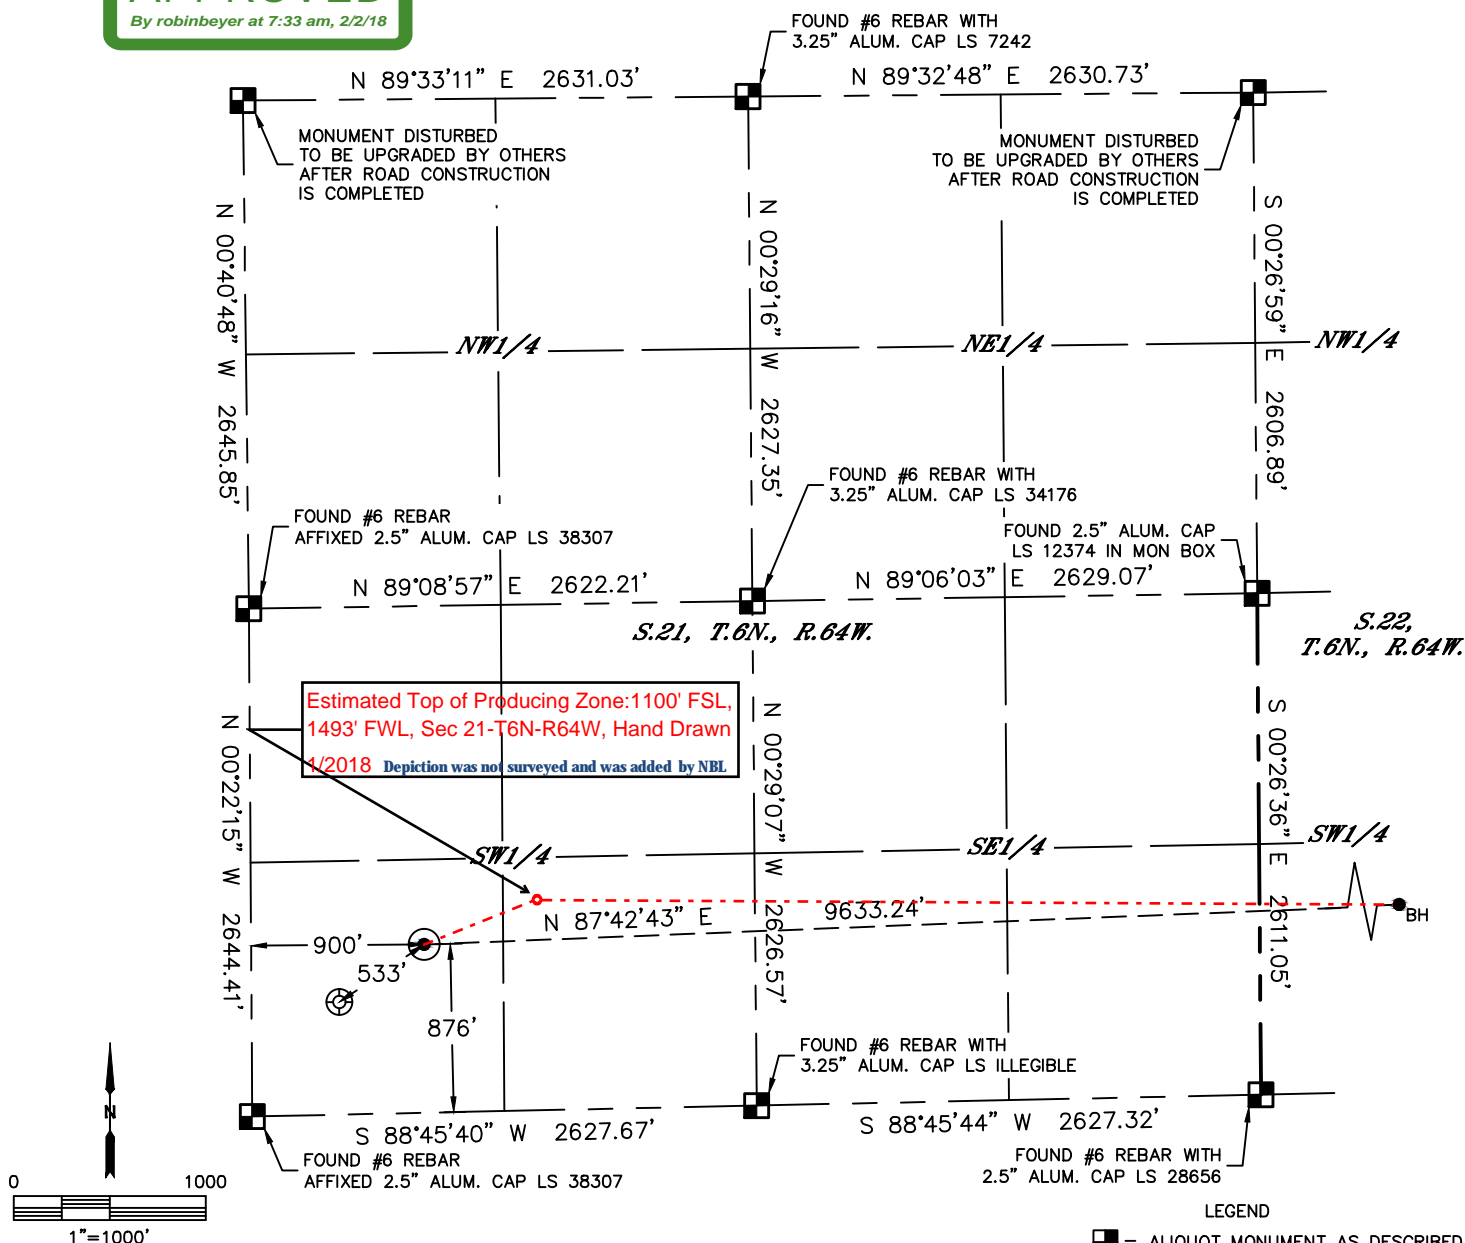 APPROVED
By robinbeyer at 7:33 am, 2/2/18
FOUND #6 REBAR WITH
3.25" ALUM. CAP LS 7242
N 89°33'11" E 2631.03'
N 89°32'48" E 2630.73'
MONUMENT DISTURBED
TO BE UPGRADED BY OTHERS
AFTER ROAD CONSTRUCTION
IS COMPLETED
MONUMENT DISTURBED
TO BE UPGRADED BY OTHERS
AFTER ROAD CONSTRUCTION
IS COMPLETED
N 00°40'48" W 2645.85'
N 00°29'16" W 2627.35'
S 00°26'59" E 2606.89'
NW1/4
NE1/4
NW1/4
FOUND #6 REBAR
AFFIXED 2.5" ALUM. CAP LS 38307
FOUND #6 REBAR WITH
3.25" ALUM. CAP LS 34176
FOUND 2.5" ALUM. CAP
LS 12374 IN MON BOX
N 89°08'57" E 2622.21'
N 89°06'03" E 2629.07'
S.21, T.6N., R.64W.
S.22,
T.6N., R.64W.
Estimated Top of Producing Zone:1100' FSL,
1493' FWL, Sec 21-T6N-R64W, Hand Drawn
1/2018 Depiction was not surveyed and was added by NBL
N 00°22'15" W 2644.41'
N 00°29'07" W 2626.57'
S 00°26'36" E 2611.05'
SW1/4
SE1/4
SW1/4
N 87°42'43" E 9633.24'
BH
900'
533'
876'
FOUND #6 REBAR WITH
3.25" ALUM. CAP LS ILLEGIBLE
S 88°45'40" W 2627.67'
S 88°45'44" W 2627.32'
FOUND #6 REBAR
AFFIXED 2.5" ALUM. CAP LS 38307
FOUND #6 REBAR WITH
2.5" ALUM. CAP LS 28656
N
0 1000
1"=1000'
LEGEND
= ALIQUOT MONUMENT AS DESCRIBED